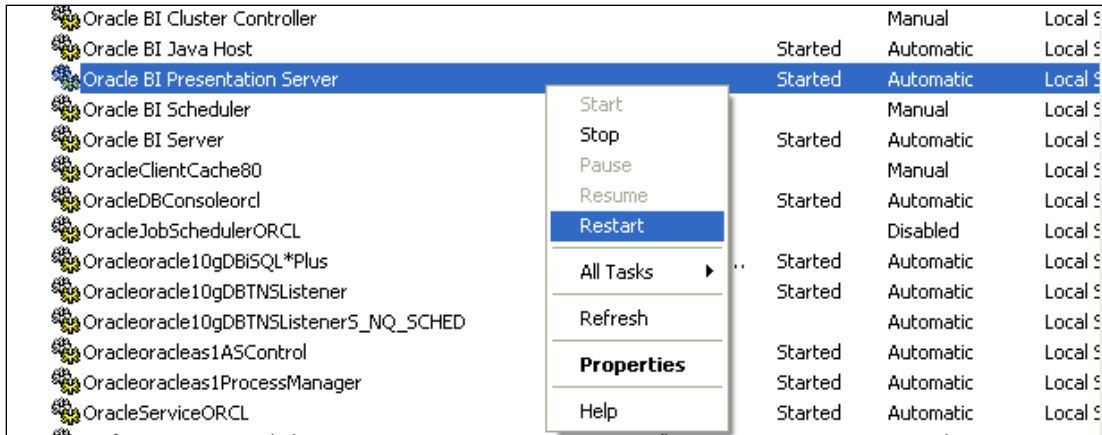 Oracle BI Cluster Controller Manual Local S
Oracle BI Java Host Started Automatic Local S
Oracle BI Presentation Server Started Automatic Local S
Oracle BI Scheduler Manual Local S
Oracle BI Server Started Automatic Local S
OracleClientCache80 Manual Local S
OracleDBConsoleorcl Started Automatic Local S
OracleJobSchedulerORCL Disabled Local S
Oracleoracle10gDBiSQL*Plus .. Started Automatic Local S
Oracleoracle10gDBTNSListener Started Automatic Local S
Oracleoracle10gDBTNSListenerS_NQ_SCHED Automatic Local S
Oracleoracleas1ASControl Started Automatic Local S
Oracleoracleas1ProcessManager Started Automatic Local S
OracleServiceORCL Started Automatic Local S
Start
Stop
Pause
Resume
Restart
All Tasks
Refresh
Properties
Help